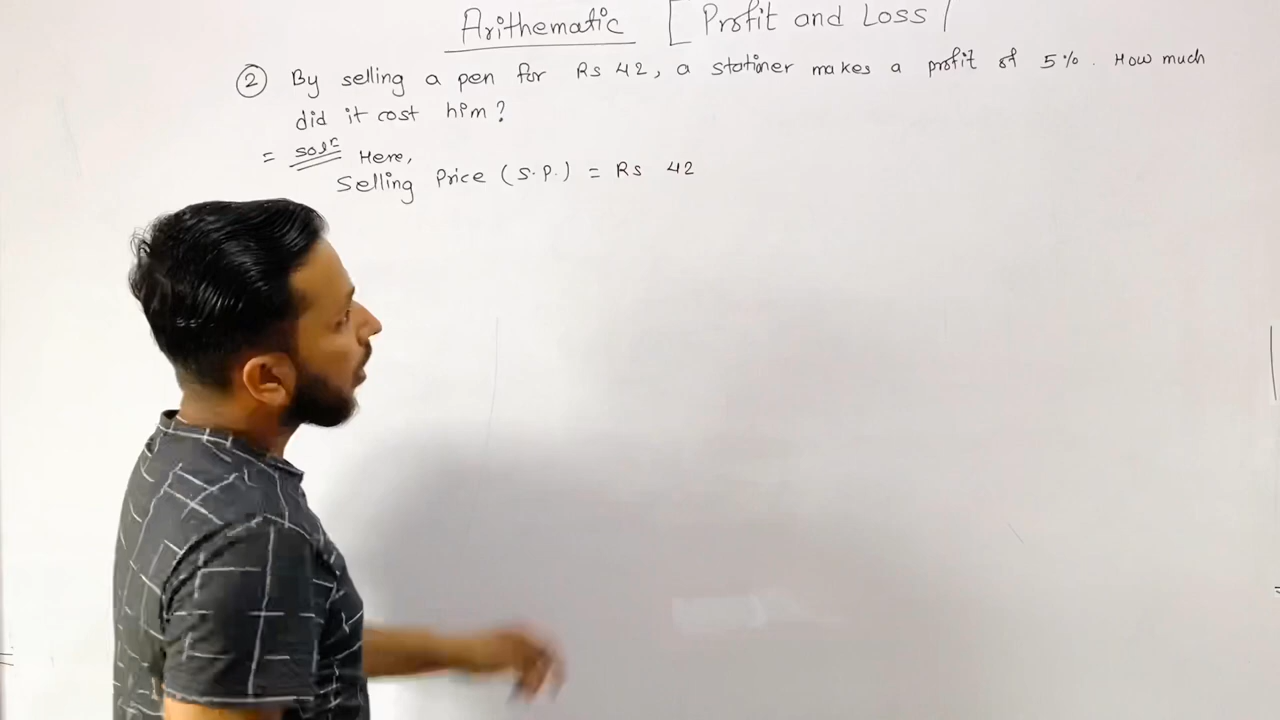 Arithematic [Profit and Loss]
② By selling a pen for Rs 42, a stationer makes a profit of 5%. How much
did it cost him?
= Solⁿ Here,
Selling Price (S.P.) = Rs 42